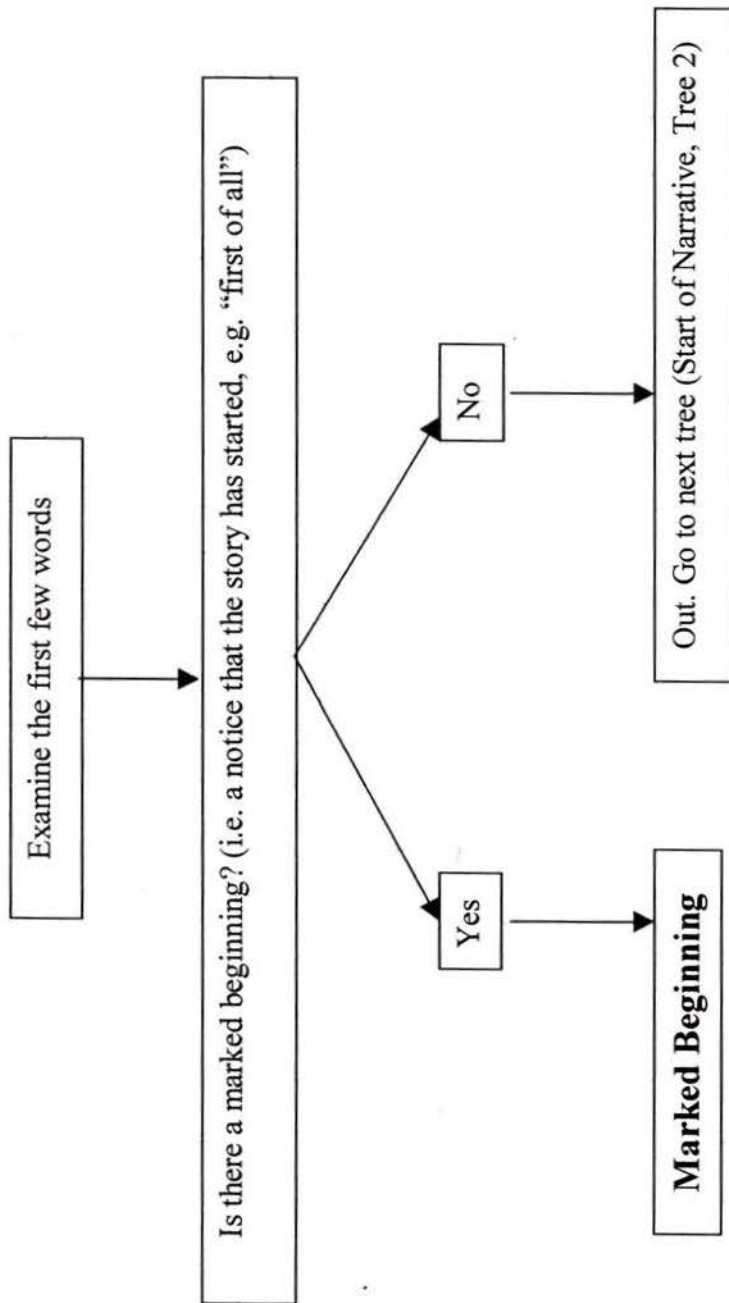 Examine the first few words
Is there a marked beginning? (i.e. a notice that the story has started, e.g. “first of all”)
Yes
No
Marked Beginning
Out. Go to next tree (Start of Narrative, Tree 2)